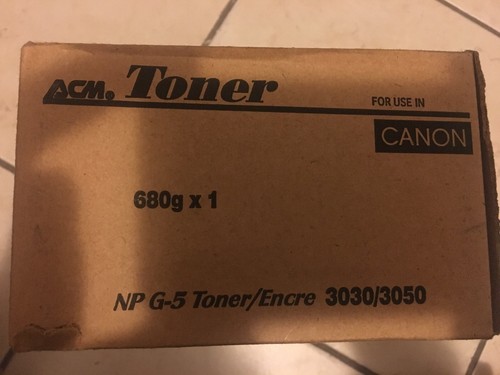 ACM. Toner
FOR USE IN
CANON
680g x 1
NP G-5 Toner/Encre 3030/3050